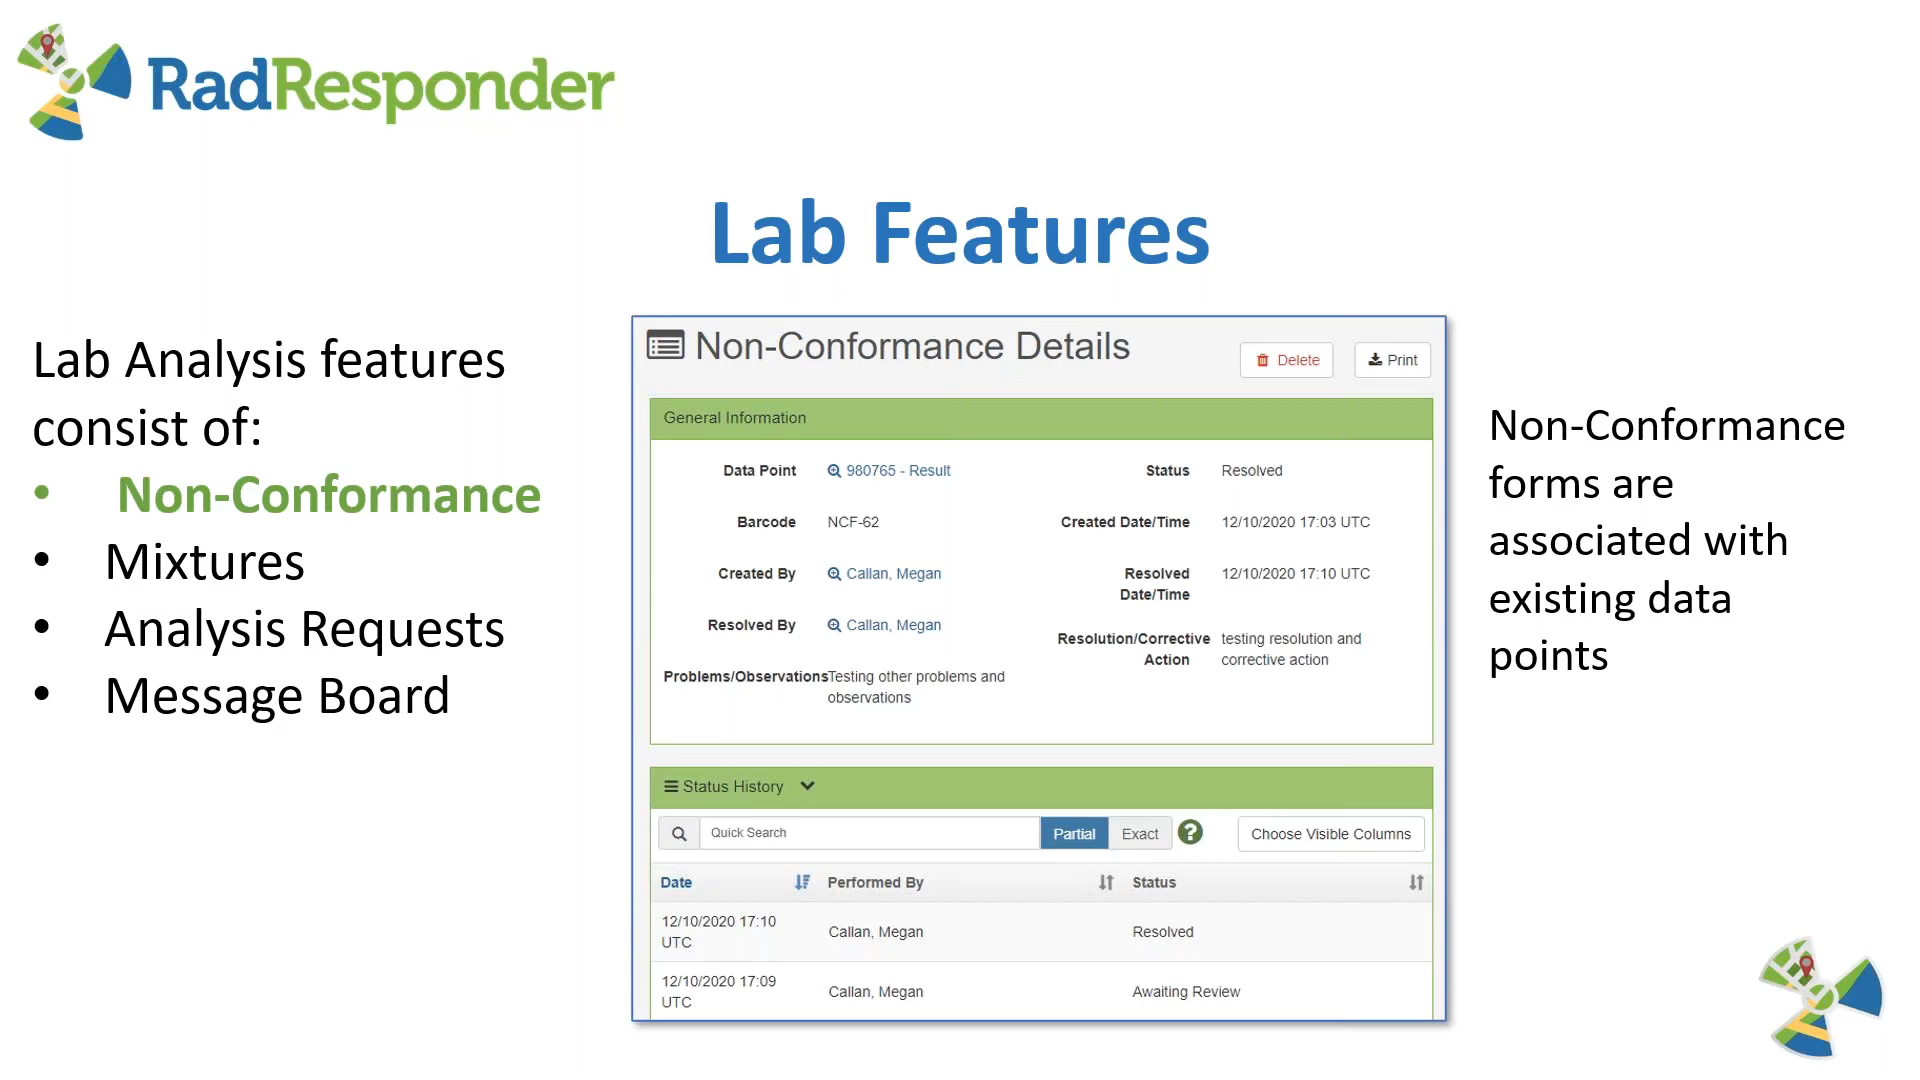 RadResponder
Lab Features
Lab Analysis features
consist of:
• Non-Conformance
• Mixtures
• Analysis Requests
• Message Board
Non-Conformance Details
Delete
Print
General Information
Data Point 980765 - Result
Status Resolved
Barcode NCF-62
Created Date/Time 12/10/2020 17:03 UTC
Created By Callan, Megan
Resolved
Date/Time
12/10/2020 17:10 UTC
Resolved By Callan, Megan
Resolution/Corrective
Action
testing resolution and
corrective action
Problems/Observations
Testing other problems and
observations
Status History
Quick Search
Partial
Exact
?
Choose Visible Columns
Date Performed By Status
12/10/2020 17:10
UTC
Callan, Megan
Resolved
12/10/2020 17:09
UTC
Callan, Megan
Awaiting Review
Non-Conformance
forms are
associated with
existing data
points